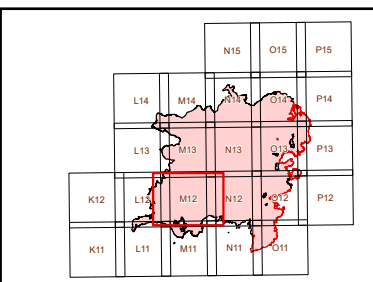 N15 O15 P15
L14 M14 N14 O14 P14
L13 M13 N13 O13 P13
K12 L12 M12 N12 O12 P12
K11 L11 M11 N11 O11